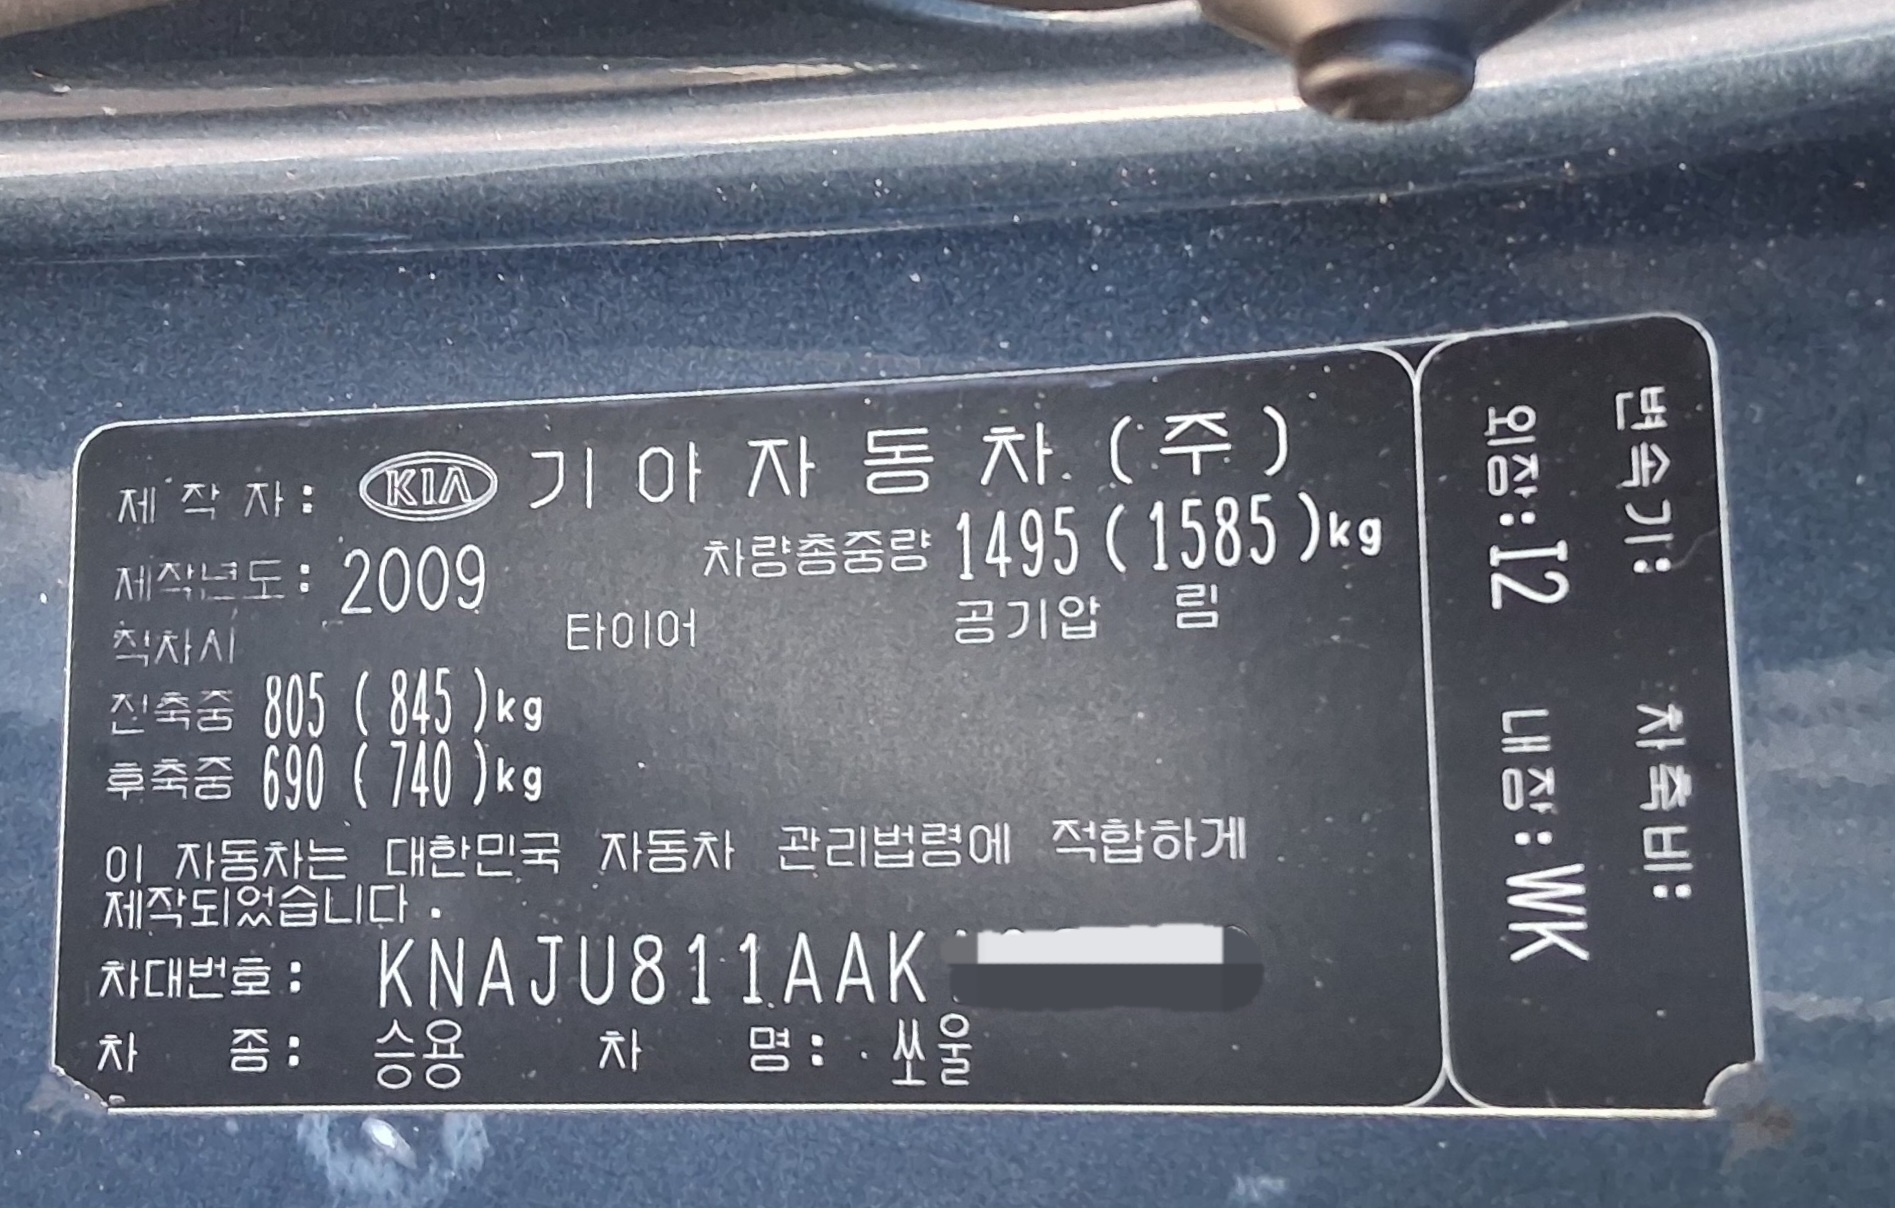 제 작 자: KIA 기 아 자 동 차. (주)
제작년도: 2009 차량총중량 1495 ( 1585 )kg
착차시 타이어 공기압 림
전축중 805 ( 845 )kg
후축중 690 ( 740 )kg
이 자동차는 대한민국 자동차 관리법령에 적합하게
제작되었습니다.
차대번호: KNAJU811AAK
차 종: 승용 차 명: 쏘울
변속기: 차축비:
외장: I2 내장: WK